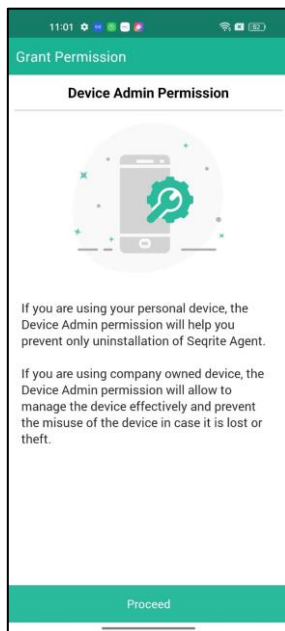 11:01
92
Grant Permission
Device Admin Permission
If you are using your personal device, the
Device Admin permission will help you
prevent only uninstallation of Seqrite Agent.
If you are using company owned device, the
Device Admin permission will allow to
manage the device effectively and prevent
the misuse of the device in case it is lost or
theft.
Proceed